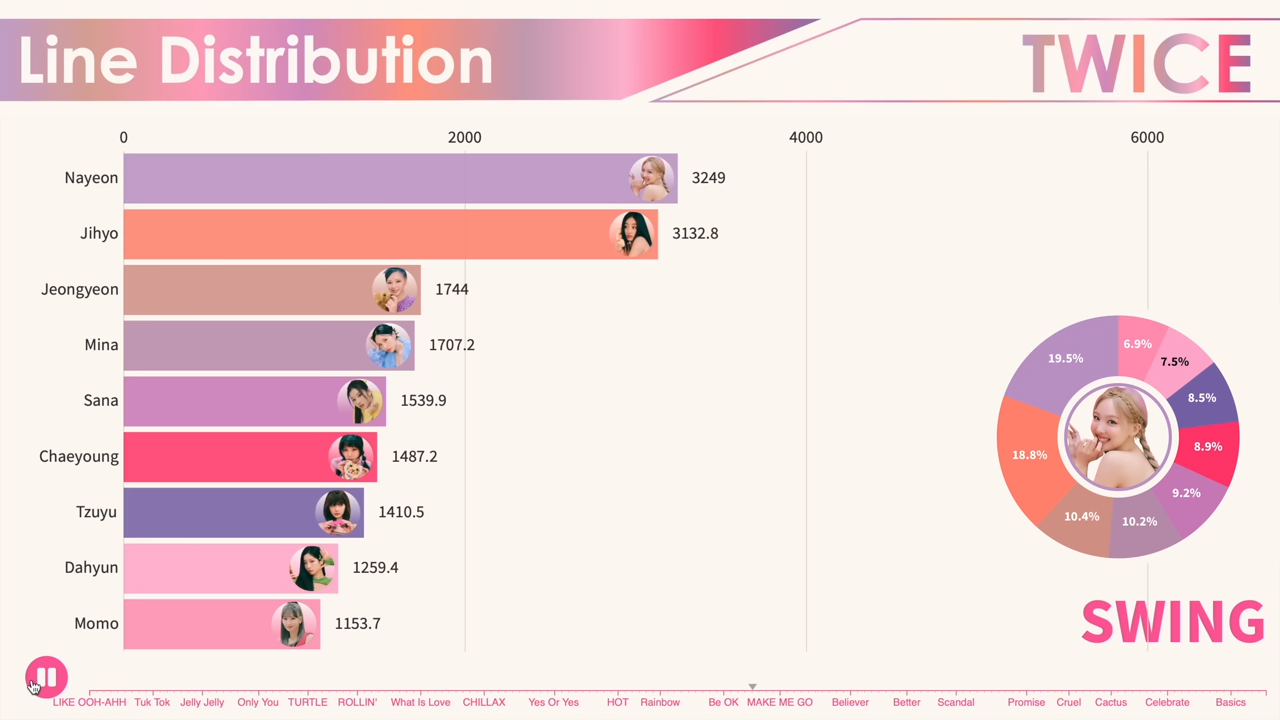 Line Distribution
TWICE
0 2000 4000 6000
Nayeon 3249
Jihyo 3132.8
Jeongyeon 1744
Mina 1707.2
Sana 1539.9
Chaeyoung 1487.2
Tzuyu 1410.5
Dahyun 1259.4
Momo 1153.7
19.5% 6.9%
7.5%
8.5%
8.9%
18.8%
9.2%
10.4% 10.2%
SWING
LIKE OOH-AHH Tuk Tok Jelly Jelly Only You TURTLE ROLLIN' What Is Love CHILLAX Yes Or Yes HOT Rainbow Be OK MAKE ME GO Believer Better Scandal Promise Cruel Cactus Celebrate Basics